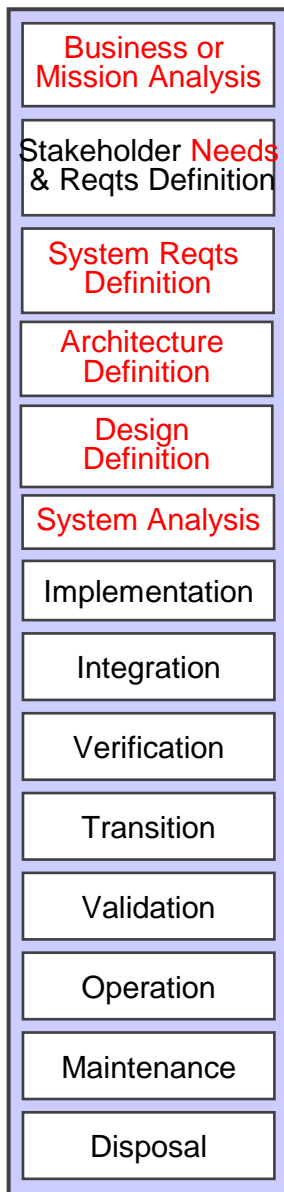 Business or
Mission Analysis
Stakeholder Needs
& Reqts Definition
System Reqts
Definition
Architecture
Definition
Design
Definition
System Analysis
Implementation
Integration
Verification
Transition
Validation
Operation
Maintenance
Disposal